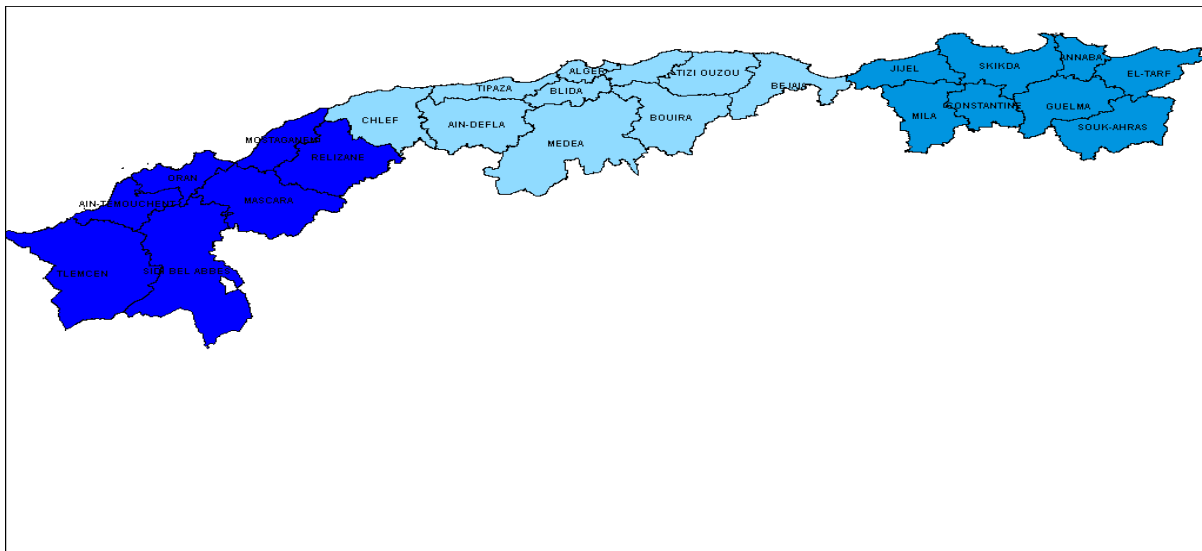 ANNABA
JIJEL
SKIKDA
EL-TARF
ALGER
TIZI OUZOU
BEJAIA
TIPAZA
BLIDA
CONSTANTINE
GUELMA
MILA
BOUIRA
CHLEF
AIN-DEFLA
SOUK-AHRAS
MEDEA
MOSTAGANEM
RELIZANE
ORAN
AIN-TEMOUCHENT
MASCARA
TLEMCEN
SIDI BEL ABBES